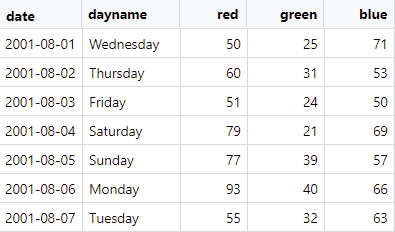 date dayname red green blue
2001-08-01 Wednesday 50 25 71
2001-08-02 Thursday 60 31 53
2001-08-03 Friday 51 24 50
2001-08-04 Saturday 79 21 69
2001-08-05 Sunday 77 39 57
2001-08-06 Monday 93 40 66
2001-08-07 Tuesday 55 32 63